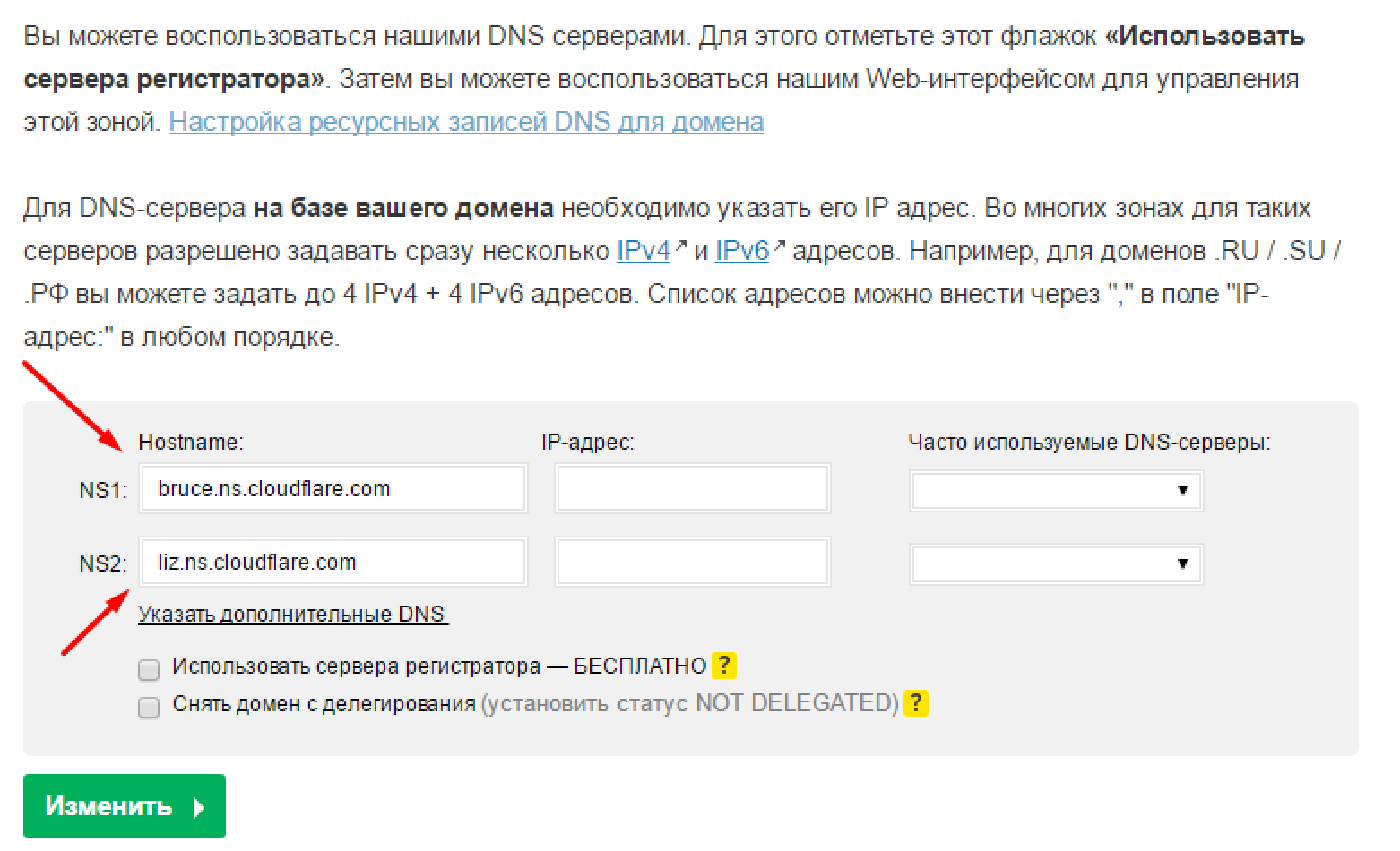 Вы можете воспользоваться нашими DNS серверами. Для этого отметьте этот флажок «Использовать
сервера регистратора». Затем вы можете воспользоваться нашим Web-интерфейсом для управления
этой зоной. Настройка ресурсных записей DNS для домена
Для DNS-сервера на базе вашего домена необходимо указать его IP адрес. Во многих зонах для таких
серверов разрешено задавать сразу несколько IPv4 и IPv6 адресов. Например, для доменов .RU / .SU /
.РФ вы можете задать до 4 IPv4 + 4 IPv6 адресов. Список адресов можно внести через "," в поле "IP-
адрес:" в любом порядке.
Hostname: IP-адрес: Часто используемые DNS-серверы:
NS1: bruce.ns.cloudflare.com
NS2: liz.ns.cloudflare.com
Указать дополнительные DNS
Использовать сервера регистратора — БЕСПЛАТНО ?
Снять домен с делегирования (установить статус NOT DELEGATED) ?
Изменить